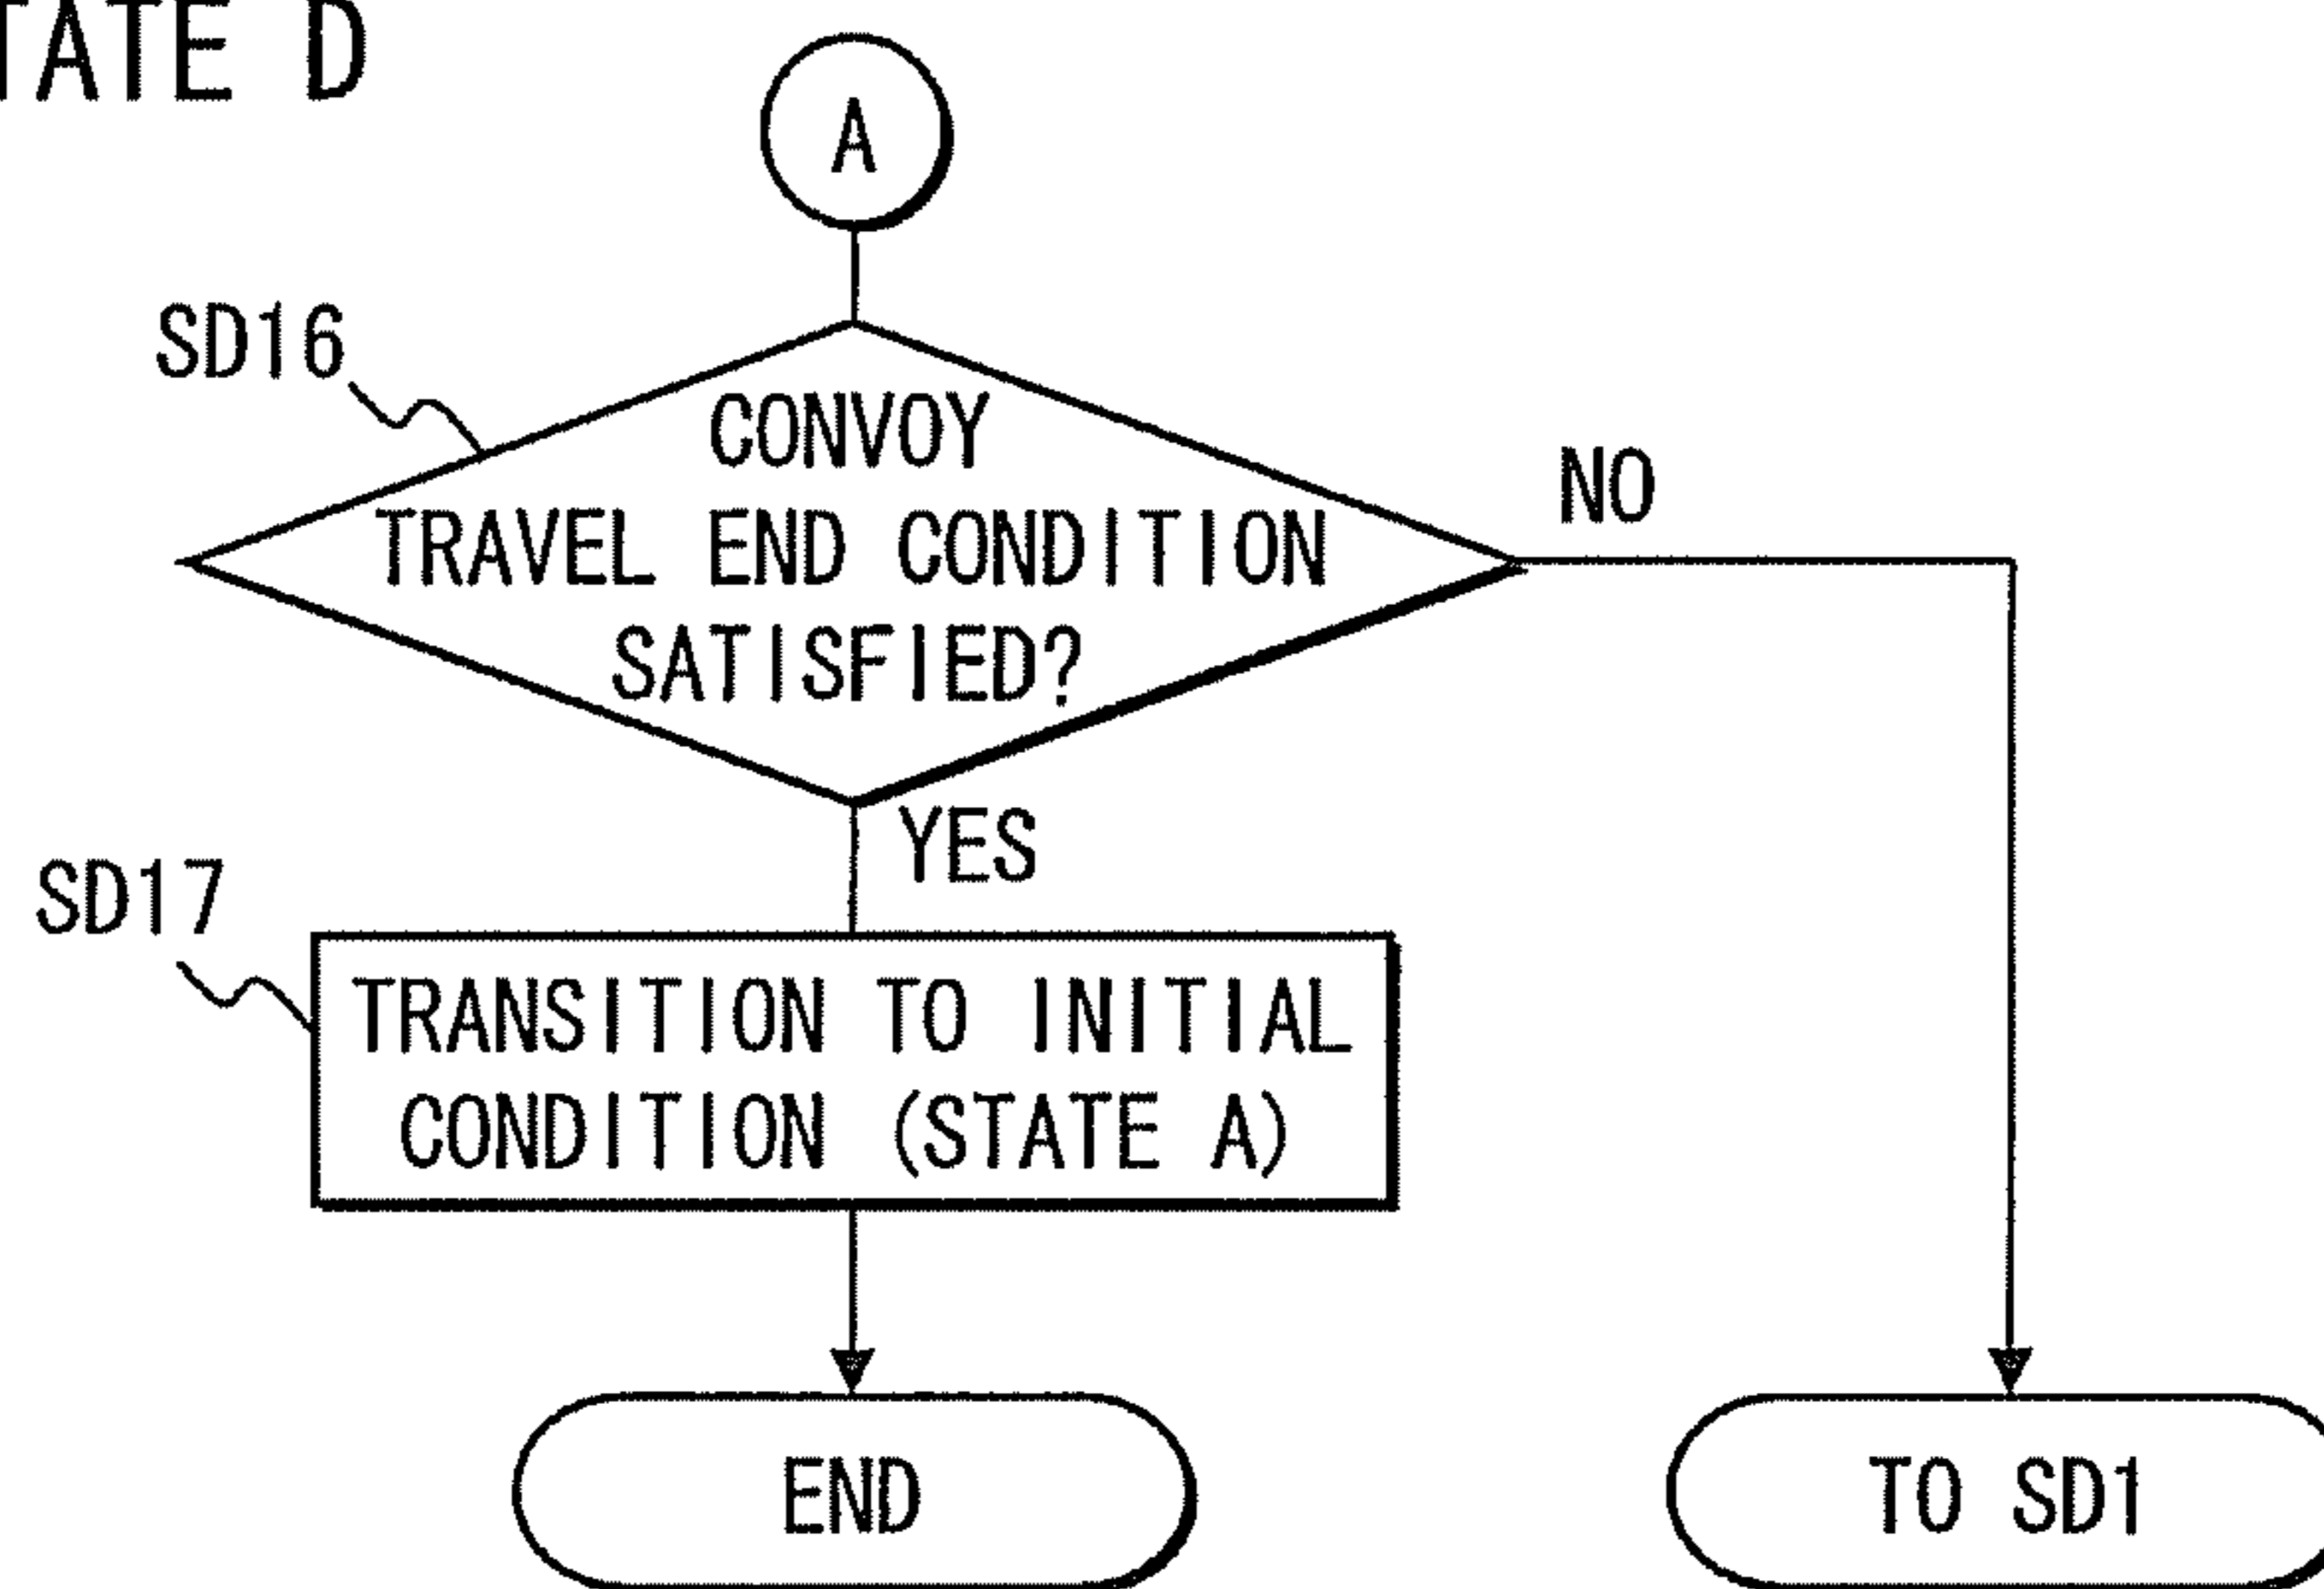 TATE D
A
SD16
CONVOY
TRAVEL END CONDITION
SATISFIED?
NO
YES
SD17
TRANSITION TO INITIAL
CONDITION (STATE A)
END
TO SD1